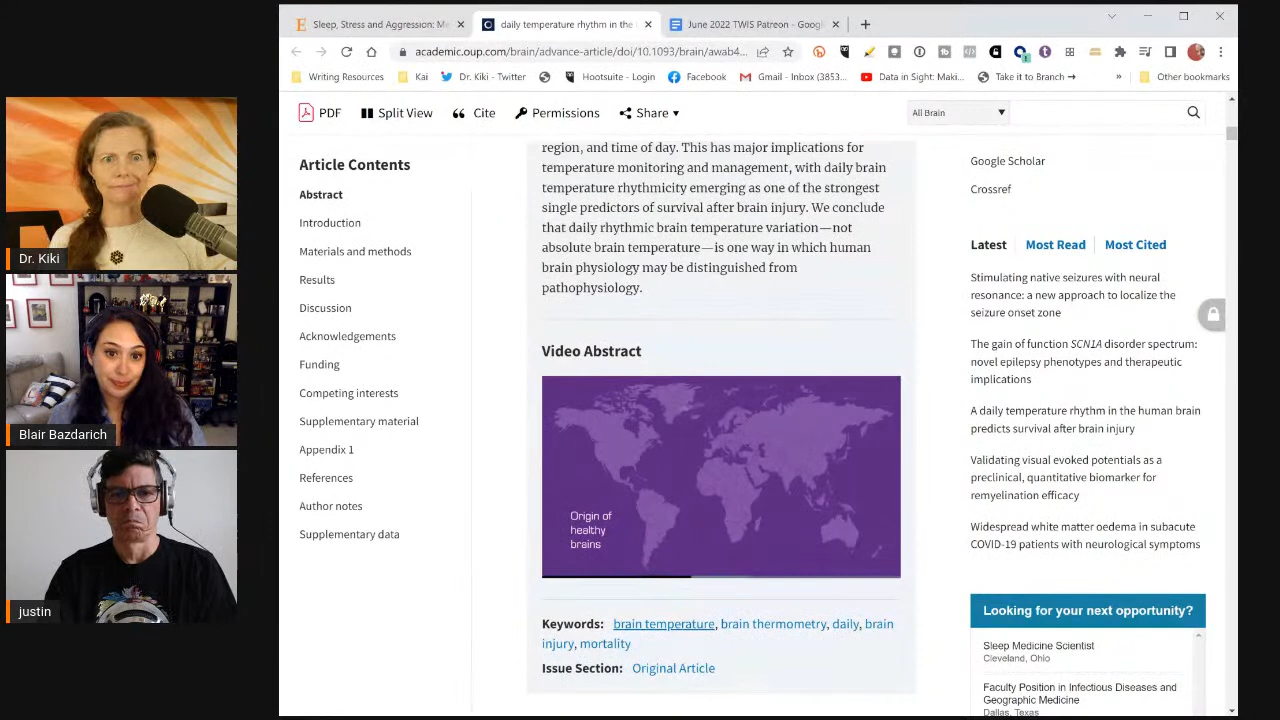 Sleep, Stress and Aggression: Me
daily temperature rhythm in the
June 2022 TWIS Patreon - Google
academic.oup.com/brain/advance-article/doi/10.1093/brain/awab4...
Writing Resources
Kai
Dr. Kiki - Twitter
Hootsuite - Login
Facebook
Gmail - Inbox (3853...
Data in Sight: Maki...
Take it to Branch →
»
Other bookmarks
PDF
Split View
Cite
Permissions
Share
All Brain
Article Contents
Abstract
Introduction
Materials and methods
Results
Discussion
Acknowledgements
Funding
Competing interests
Supplementary material
Appendix 1
References
Author notes
Supplementary data
region, and time of day. This has major implications for
temperature monitoring and management, with daily brain
temperature rhythmicity emerging as one of the strongest
single predictors of survival after brain injury. We conclude
that daily rhythmic brain temperature variation—not
absolute brain temperature—is one way in which human
brain physiology may be distinguished from
pathophysiology.
Video Abstract
Origin of
healthy
brains
Keywords: brain temperature, brain thermometry, daily, brain
injury, mortality
Issue Section: Original Article
Google Scholar
Crossref
Latest
Most Read
Most Cited
Stimulating native seizures with neural
resonance: a new approach to localize the
seizure onset zone
The gain of function SCN1A disorder spectrum:
novel epilepsy phenotypes and therapeutic
implications
A daily temperature rhythm in the human brain
predicts survival after brain injury
Validating visual evoked potentials as a
preclinical, quantitative biomarker for
remyelination efficacy
Widespread white matter oedema in subacute
COVID-19 patients with neurological symptoms
Looking for your next opportunity?
Sleep Medicine Scientist
Cleveland, Ohio
Faculty Position in Infectious Diseases and
Geographic Medicine
Dallas, Texas
Dr. Kiki
Blair Bazdarich
justin